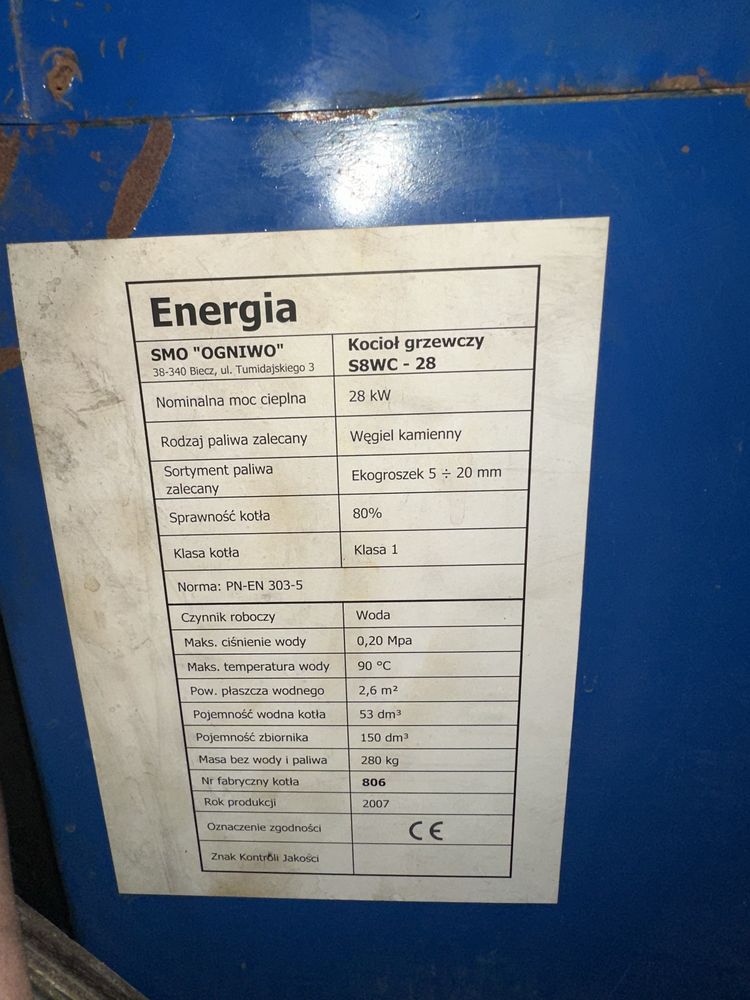 Energia
SMO "OGNIWO"
38-340 Biecz, ul. Tumidajskiego 3
Kocioł grzewczy
S8WC - 28
Nominalna moc cieplna 28 kW
Rodzaj paliwa zalecany Węgiel kamienny
Sortyment paliwa
zalecany
Ekogroszek 5 ÷ 20 mm
Sprawność kotła 80%
Klasa kotła Klasa 1
Norma: PN-EN 303-5
Czynnik roboczy Woda
Maks. ciśnienie wody 0,20 Mpa
Maks. temperatura wody 90 °C
Pow. płaszcza wodnego 2,6 m²
Pojemność wodna kotła 53 dm³
Pojemność zbiornika 150 dm³
Masa bez wody i paliwa 280 kg
Nr fabryczny kotła 806
Rok produkcji 2007
Oznaczenie zgodności CE
Znak Kontroli Jakości